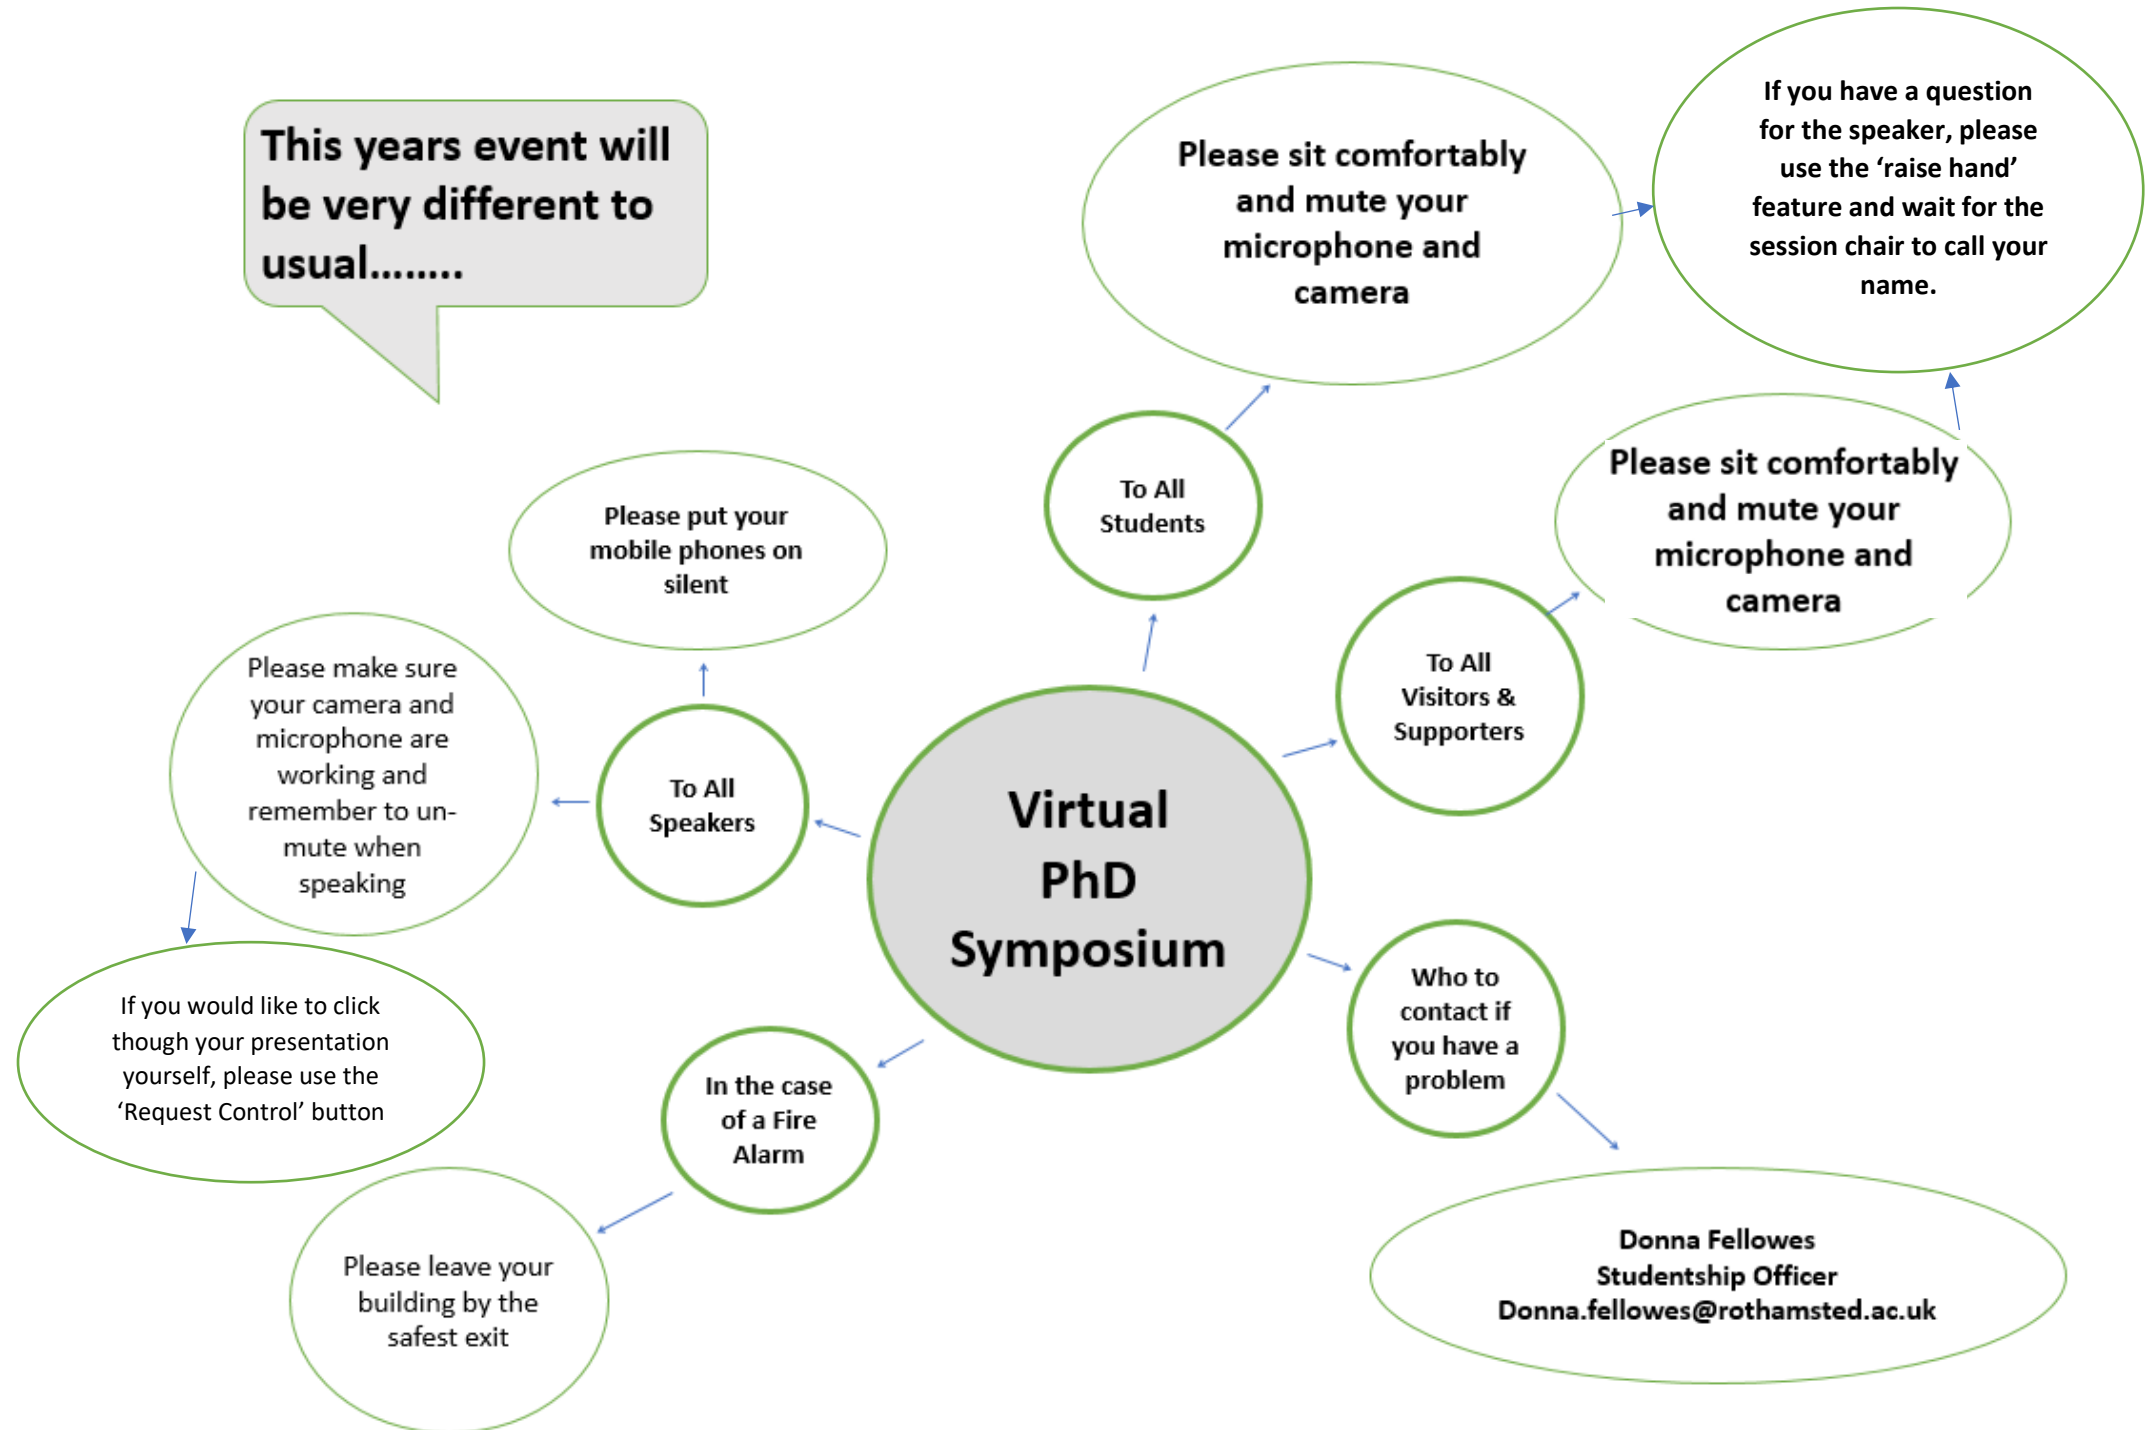 This years event will
be very different to
usual........
Please sit comfortably
and mute your
microphone and
camera
If you have a question
for the speaker, please
use the ‘raise hand’
feature and wait for the
session chair to call your
name.
To All
Students
Please sit comfortably
and mute your
microphone and
camera
To All
Visitors &
Supporters
Please put your
mobile phones on
silent
Please make sure
your camera and
microphone are
working and
remember to un-
mute when
speaking
To All
Speakers
If you would like to click
though your presentation
yourself, please use the
‘Request Control’ button
Virtual
PhD
Symposium
Who to
contact if
you have a
problem
In the case
of a Fire
Alarm
Please leave your
building by the
safest exit
Donna Fellowes
Studentship Officer
Donna.fellowes@rothamsted.ac.uk